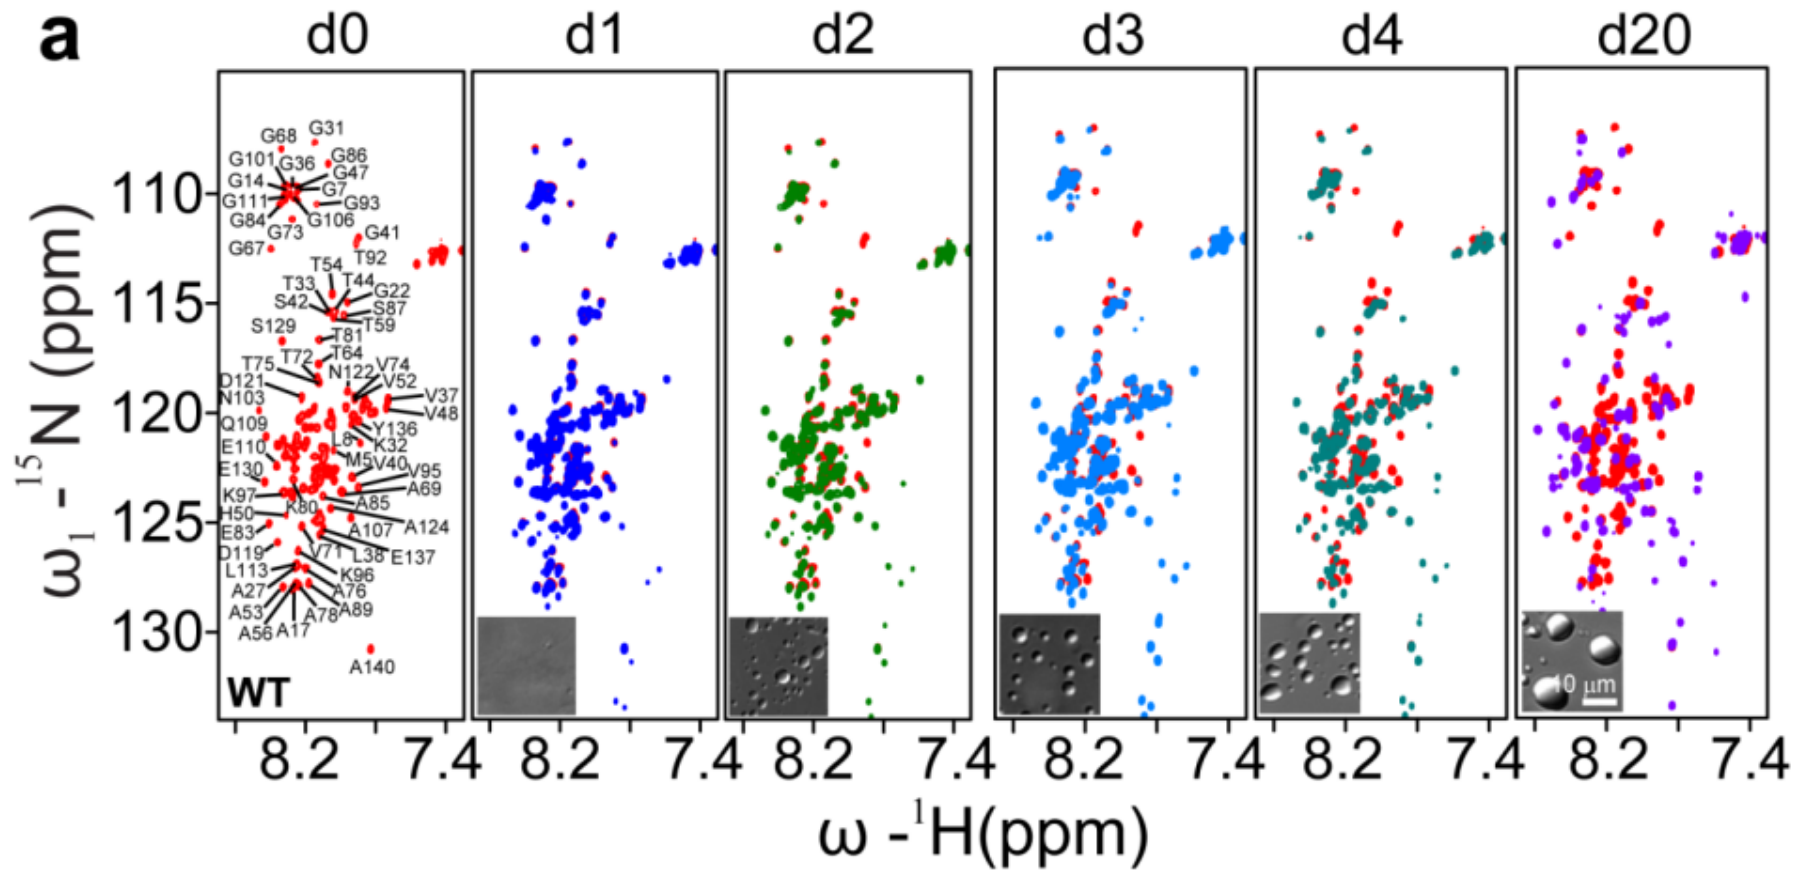 a
d0 d1 d2 d3 d4 d20
G68 G31
G101 G36 G86
G47
G14 G7
G111 G93
G84 G106
G73
G67 G41
T92
T54
T33 T44
S42 G22
S87
S129 T59
T81
T72 T64
T75 N122 V74
D121 V52
N103 V37
V48
Q109 Y136
E110 L8 K32
M5 V40
E130 V95
A69
K97 K80 A85
H50 A124
E83 A107
D119 V71 L38 E137
L113 K96
A27 A76
A53 A78 A89
A56 A17
A140
WT
10 μm
110
115
120
125
130
ω1 - 15N (ppm)
8.2 7.4 8.2 7.4 8.2 7.4 8.2 7.4 8.2 7.4 8.2 7.4
ω -1H(ppm)